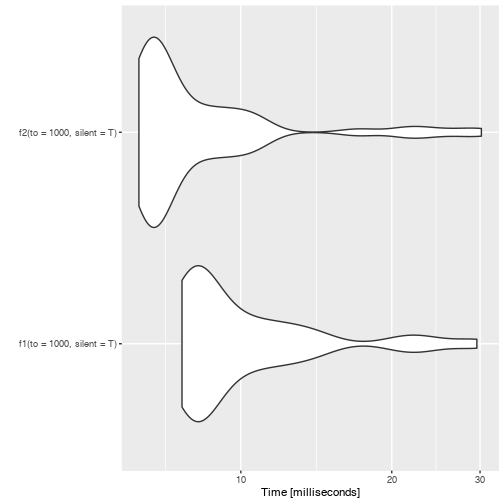 f2(to = 1000, silent = T)
f1(to = 1000, silent = T)
10
20
30
Time [milliseconds]